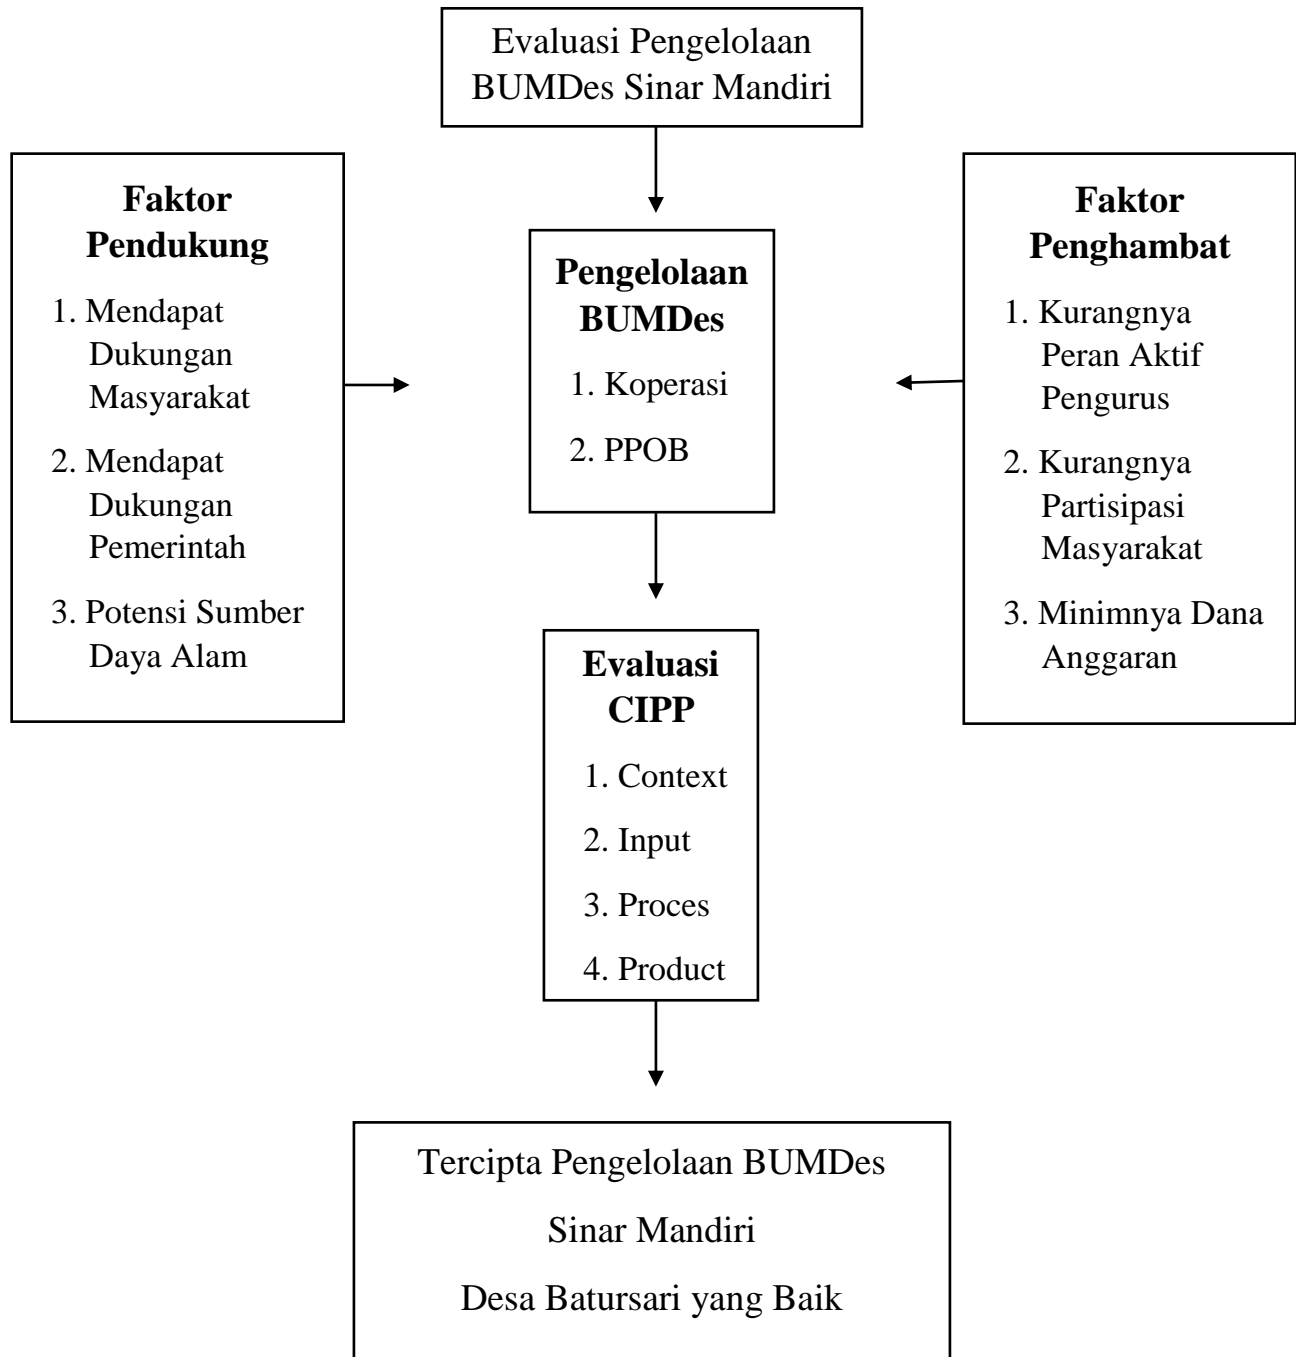 Evaluasi Pengelolaan
BUMDes Sinar Mandiri
Faktor
Pendukung
1. Mendapat
Dukungan
Masyarakat
2. Mendapat
Dukungan
Pemerintah
3. Potensi Sumber
Daya Alam
Pengelolaan
BUMDes
1. Koperasi
2. PPOB
Faktor
Penghambat
1. Kurangnya
Peran Aktif
Pengurus
2. Kurangnya
Partisipasi
Masyarakat
3. Minimnya Dana
Anggaran
Evaluasi
CIPP
1. Context
2. Input
3. Proces
4. Product
Tercipta Pengelolaan BUMDes
Sinar Mandiri
Desa Batursari yang Baik